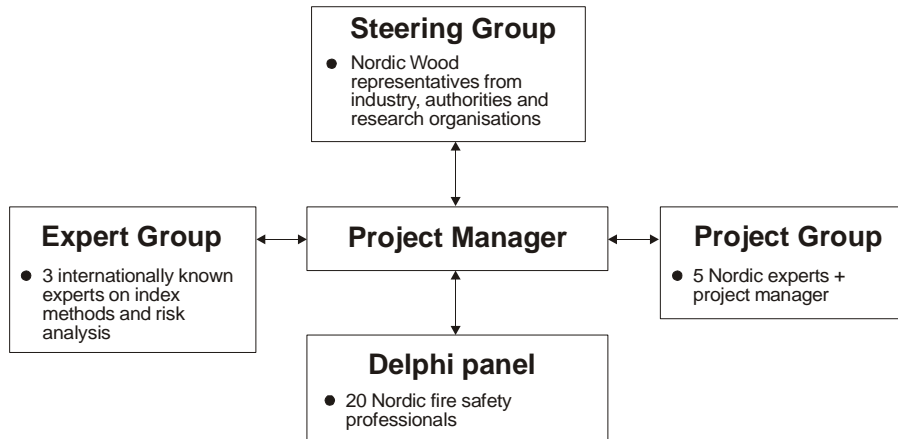 Steering Group
● Nordic Wood
representatives from
industry, authorities and
research organisations
Expert Group
● 3 internationally known
experts on index
methods and risk
analysis
Project Manager
Project Group
● 5 Nordic experts +
project manager
Delphi panel
● 20 Nordic fire safety
professionals